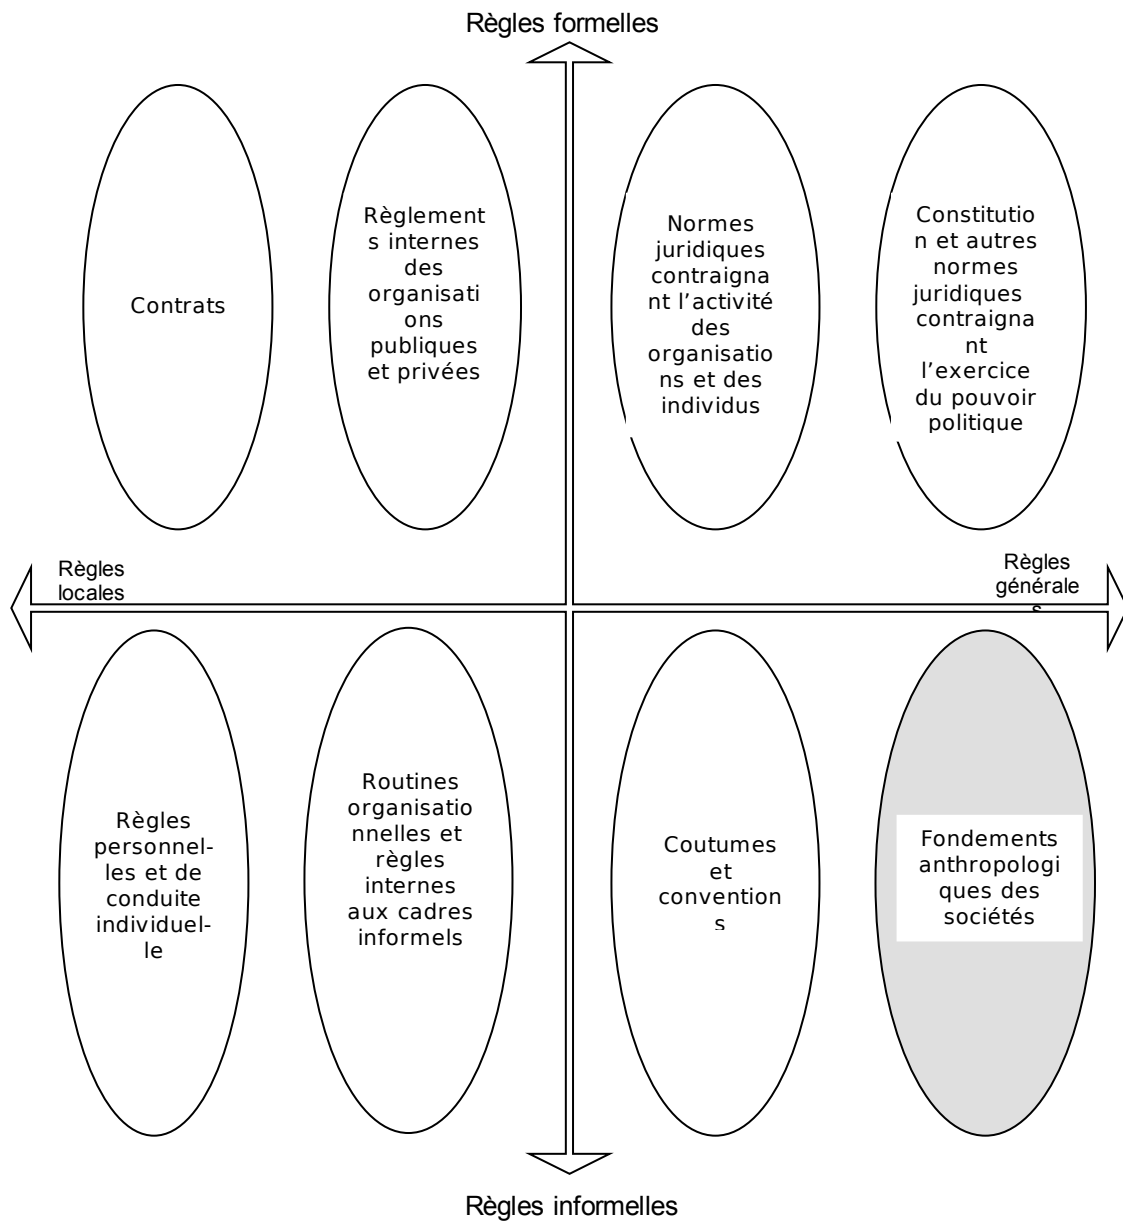 Règles formelles
Contrats
Règlement
s internes
des
organisati
ons
publiques
et privées
Normes
juridiques
contraigna
nt l’activité
des
organisatio
ns et des
individus
Constitutio
n et autres
normes
juridiques
contraigna
nt
l’exercice
du pouvoir
politique
Règles
locales
Règles
générale
s
Règles
personnel-
les et de
conduite
individuel-
le
Routines
organisatio
nnelles et
règles
internes
aux cadres
informels
Coutumes
et
convention
s
Fondements
anthropologi
ques des
sociétés
Règles informelles